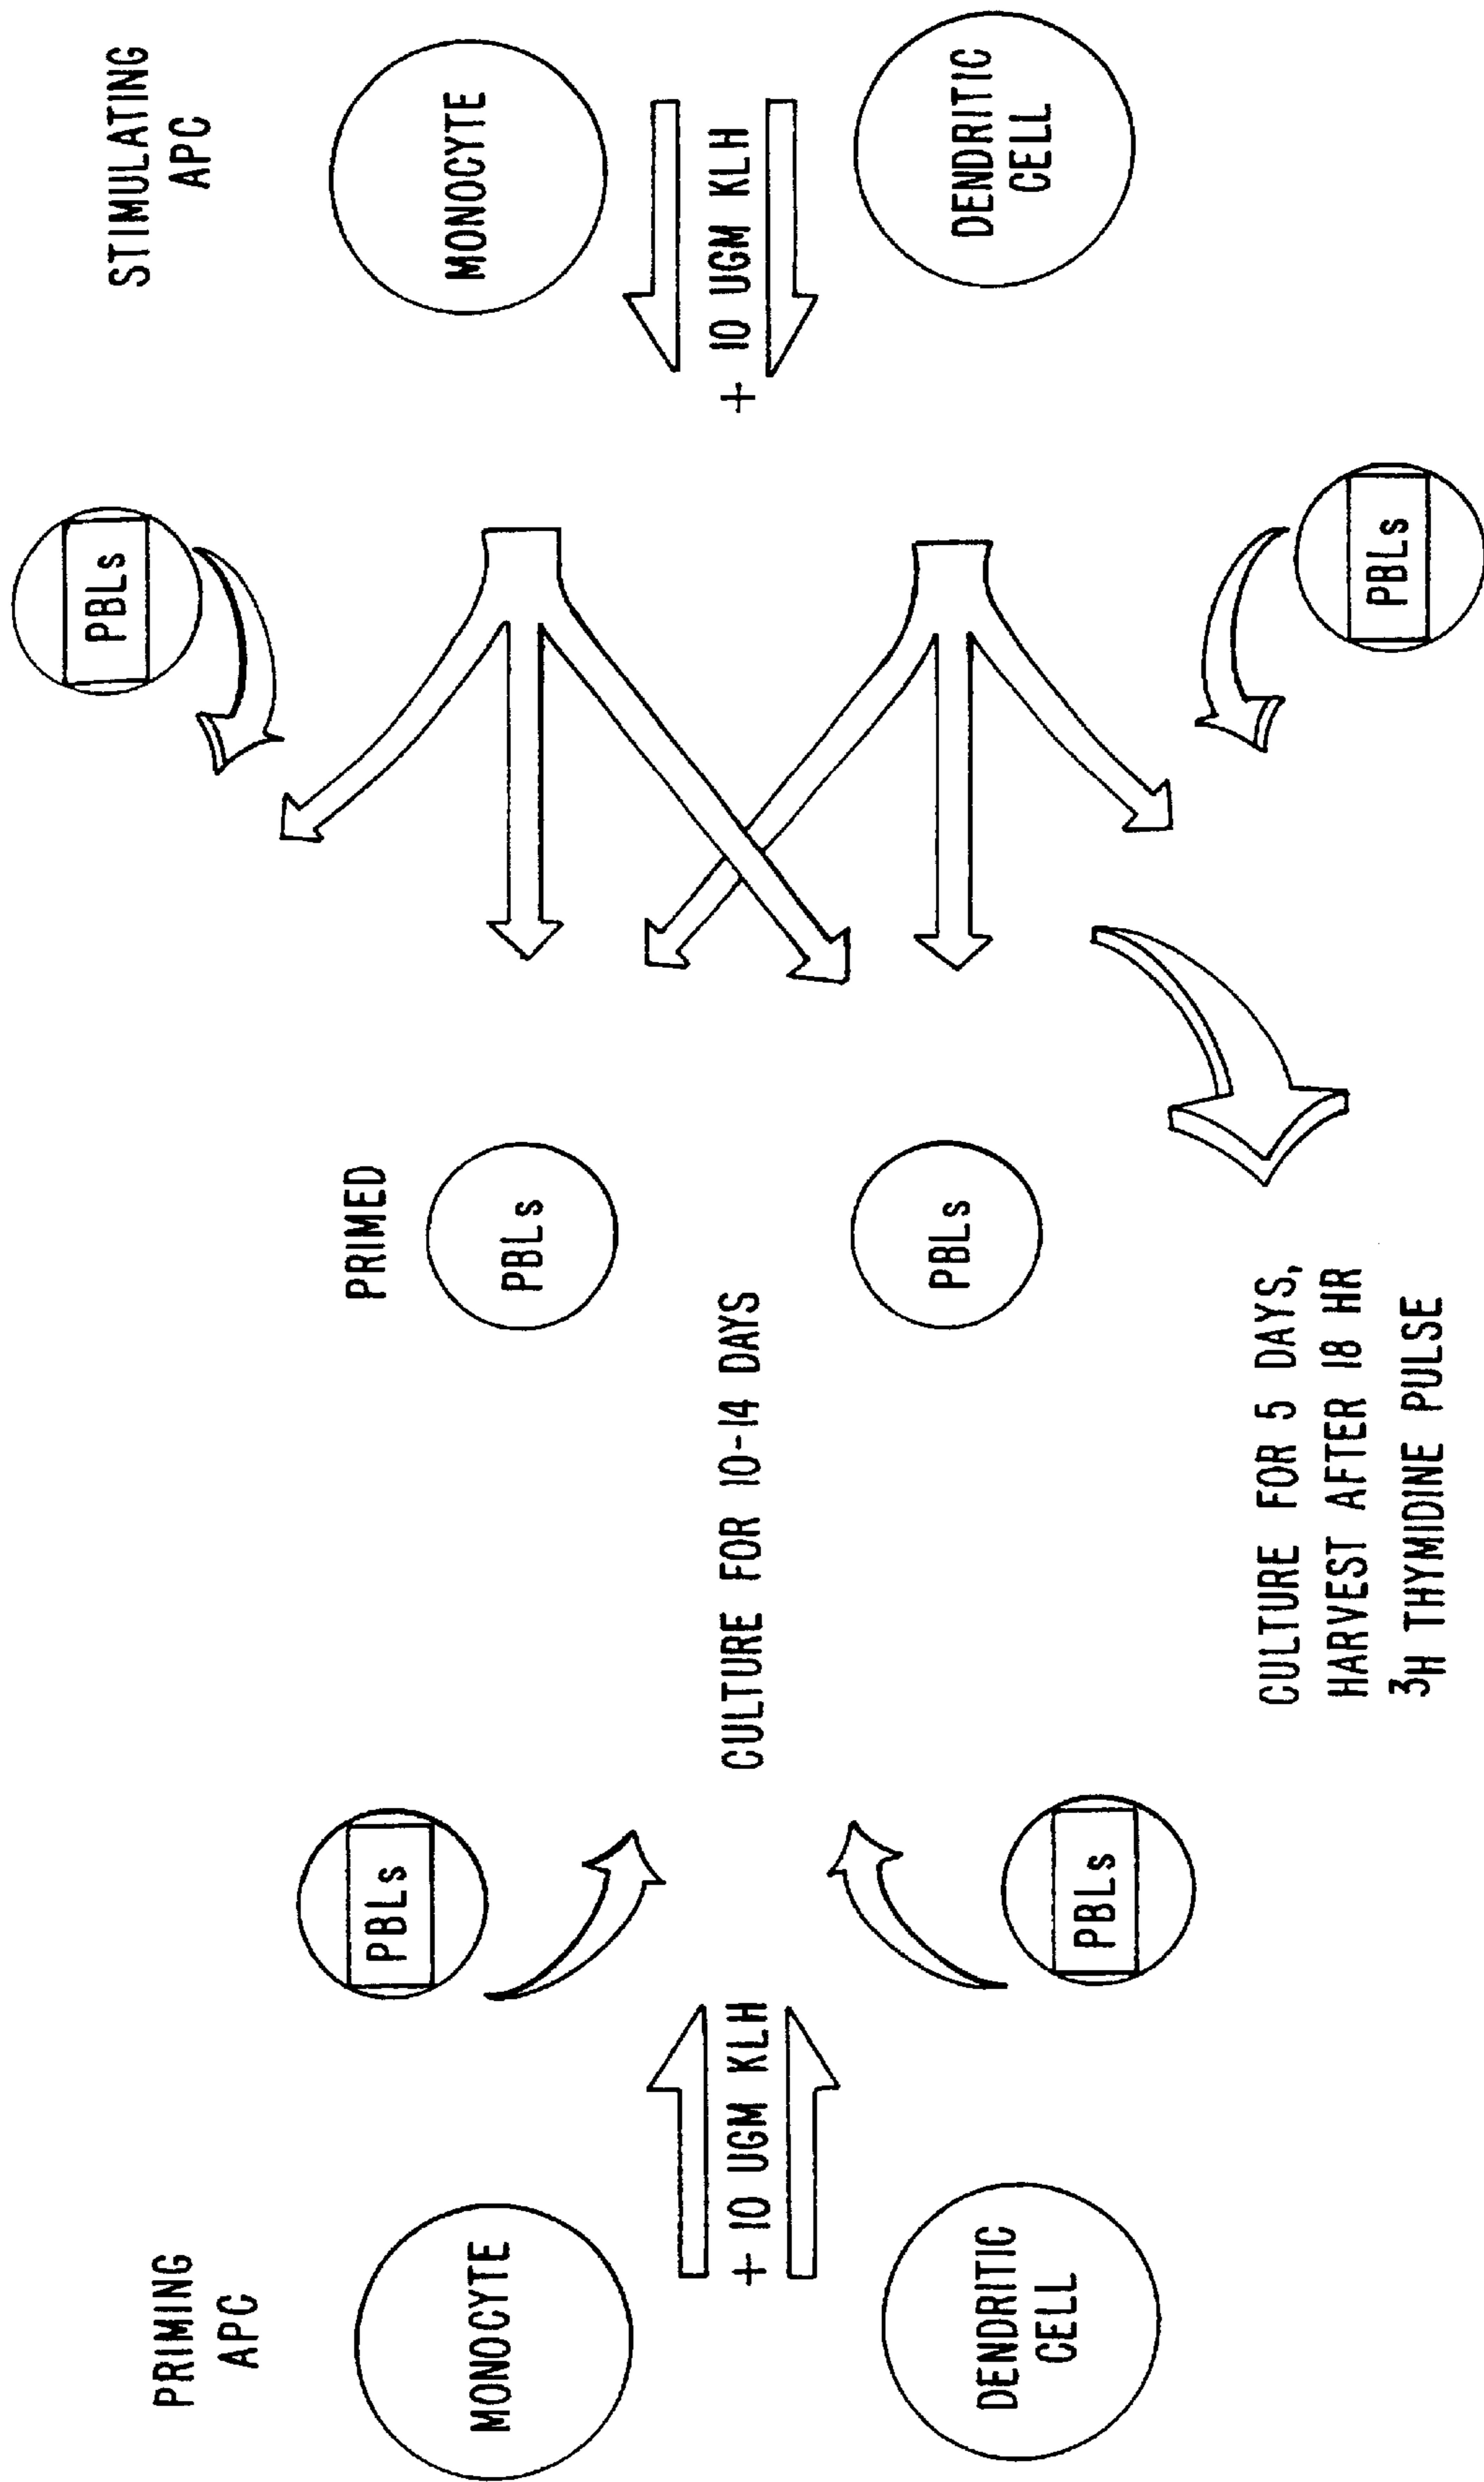 PRIMING
APC
MONOCYTE
+ 10 UGM KLH
DENDRITIC
CELL
PBLs
PBLs
CULTURE FOR 10-14 DAYS
PRIMED
PBLs
PBLs
CULTURE FOR 5 DAYS,
HARVEST AFTER 18 HR
3H THYMIDINE PULSE
PBLs
PBLs
STIMULATING
APC
MONOCYTE
+ 10 UGM KLH
DENDRITIC
CELL